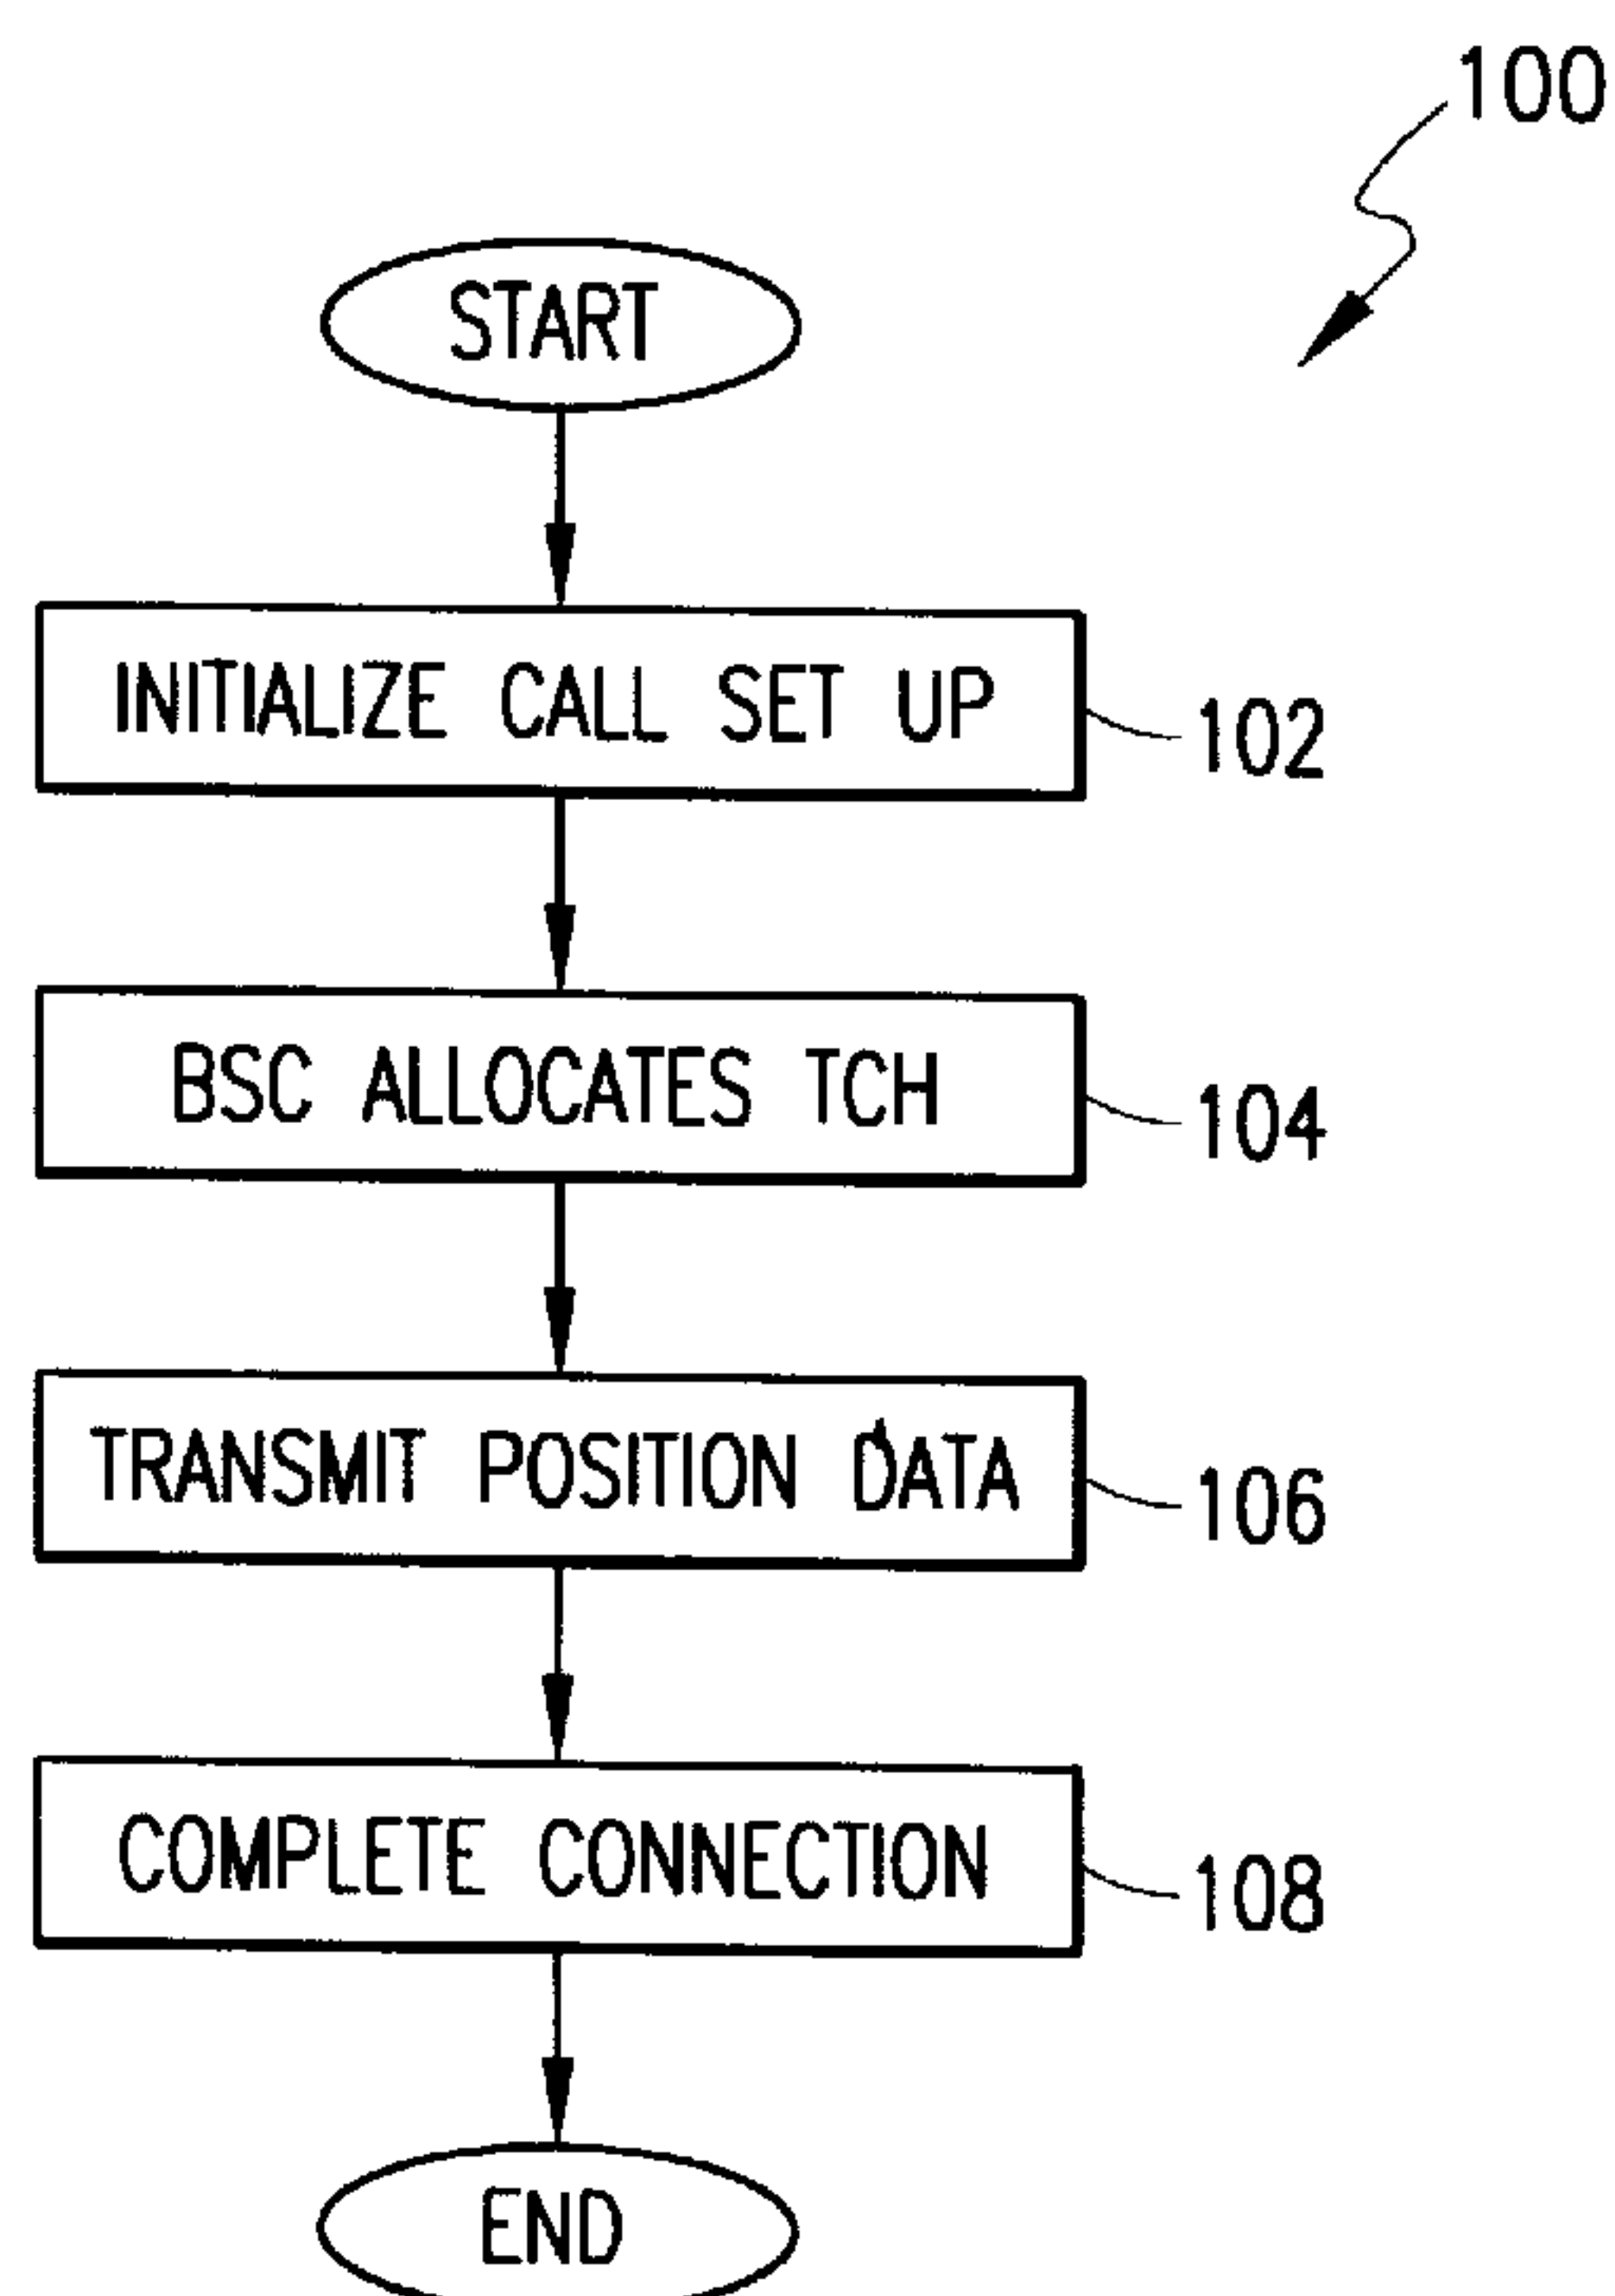 100
START
INITIALIZE CALL SET UP
102
BSC ALLOCATES TCH
104
TRANSMIT POSITION DATA
106
COMPLETE CONNECTION
108
END